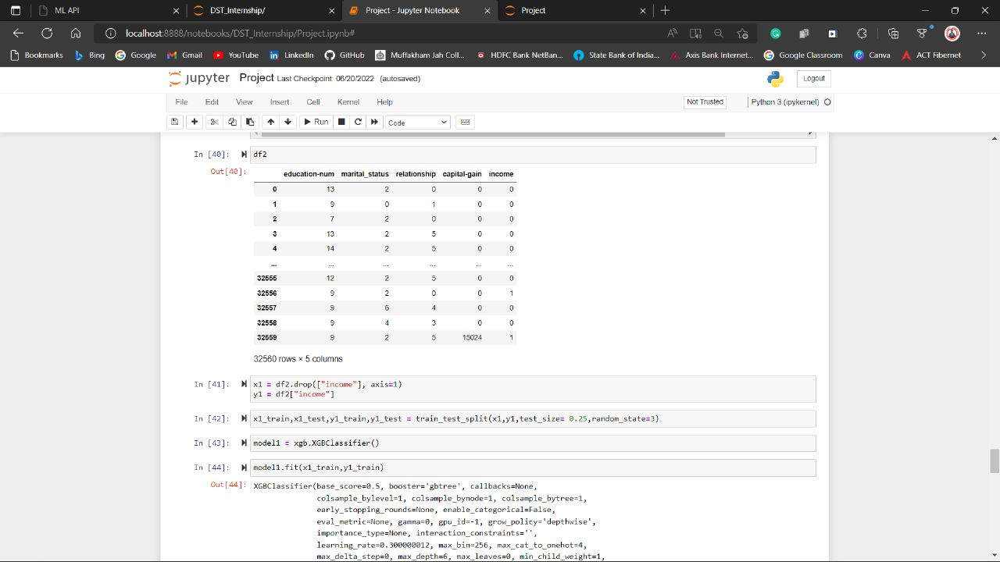 ML API
DST_Internship/
Project - Jupyter Notebook
Project
localhost:8888/notebooks/DST_Internship/Project.ipynb#
Bookmarks Bing Google Gmail YouTube LinkedIn GitHub Muffakham Jah Coll... HDFC Bank NetBan... State Bank of India... Axis Bank Internet... Google Classroom Canva ACT Fibernet
jupyter Project Last Checkpoint: 06/20/2022 (autosaved) Logout
File Edit View Insert Cell Kernel Help Not Trusted Python 3 (ipykernel)
Run Code
In [40]: df2
Out[40]:
education-num marital_status relationship capital-gain income
0 13 2 0 0 0
1 9 0 1 0 0
2 7 2 0 0 0
3 13 2 5 0 0
4 14 2 5 0 0
... ... ... ... ... ...
32555 12 2 5 0 0
32556 9 2 0 0 1
32557 9 6 4 0 0
32558 9 4 3 0 0
32559 9 2 5 15024 1
32560 rows × 5 columns
In [41]: x1 = df2.drop(["income"], axis=1)
y1 = df2["income"]
In [42]: x1_train,x1_test,y1_train,y1_test = train_test_split(x1,y1,test_size= 0.25,random_state=3)
In [43]: model1 = xgb.XGBClassifier()
In [44]: model1.fit(x1_train,y1_train)
Out[44]: XGBClassifier(base_score=0.5, booster='gbtree', callbacks=None,
colsample_bylevel=1, colsample_bynode=1, colsample_bytree=1,
early_stopping_rounds=None, enable_categorical=False,
eval_metric=None, gamma=0, gpu_id=-1, grow_policy='depthwise',
importance_type=None, interaction_constraints='',
learning_rate=0.300000012, max_bin=256, max_cat_to_onehot=4,
max_delta_step=0, max_depth=6, max_leaves=0, min_child_weight=1,